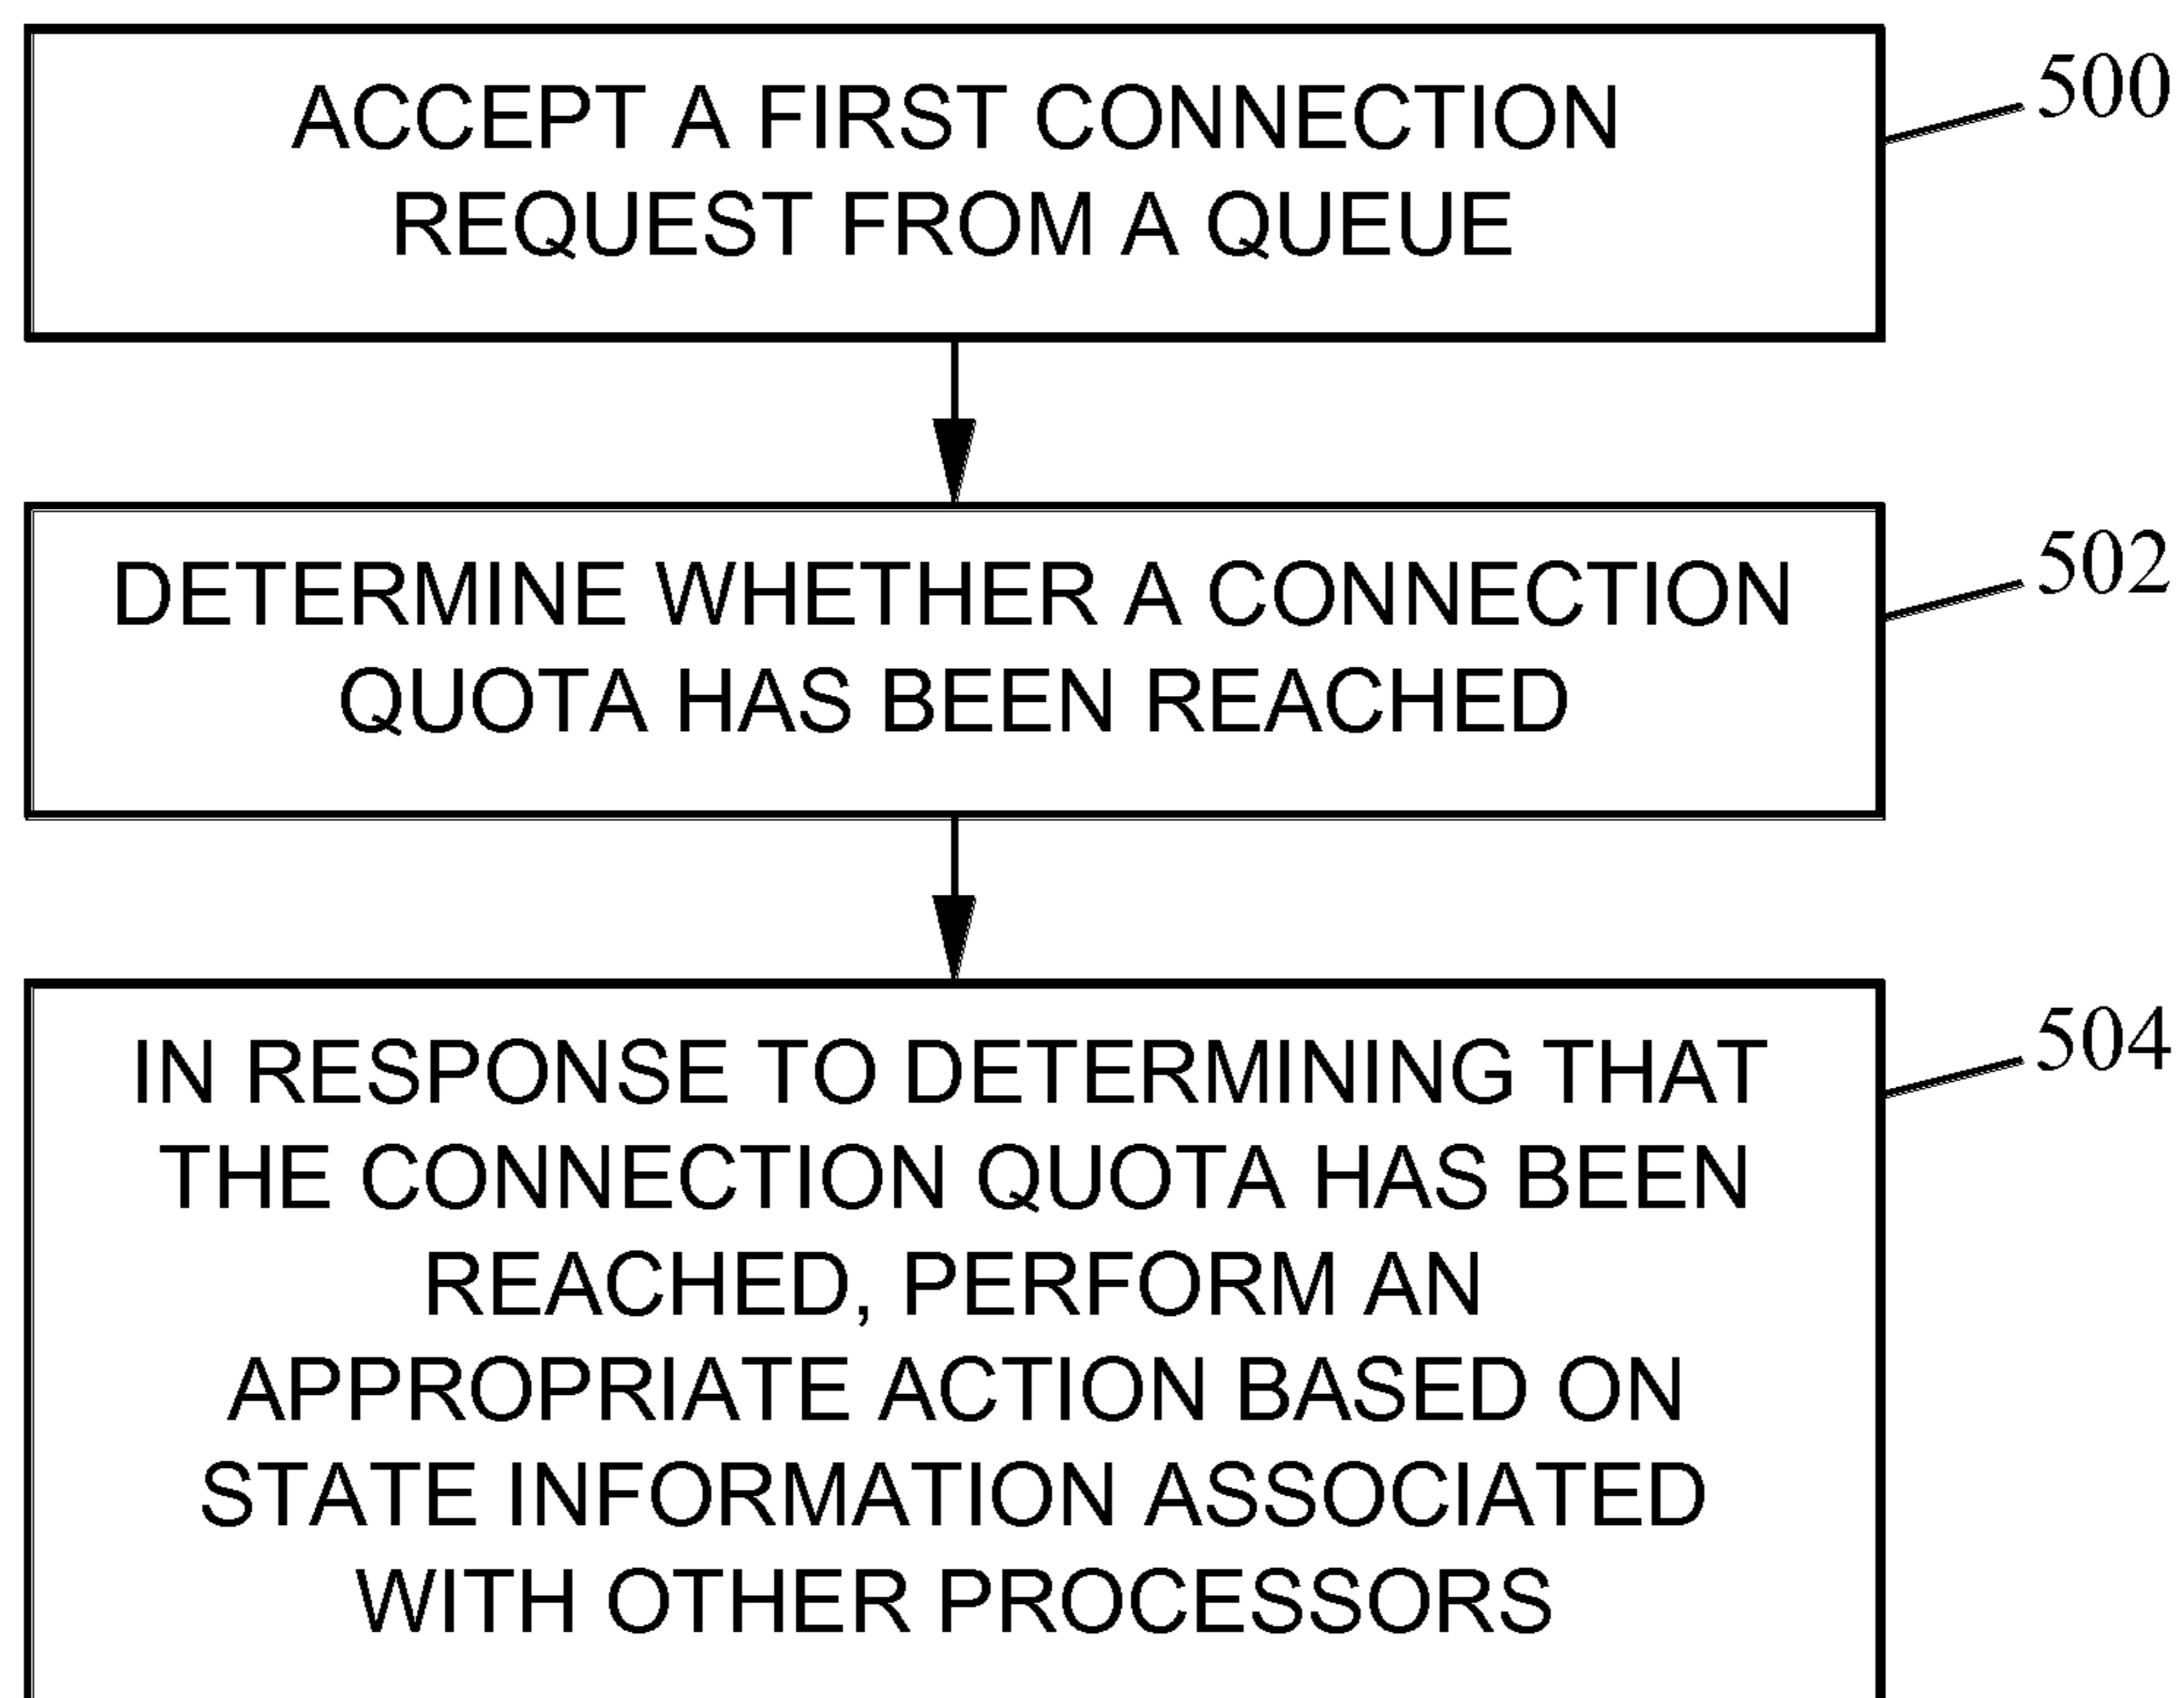 ACCEPT A FIRST CONNECTION
REQUEST FROM A QUEUE
500
DETERMINE WHETHER A CONNECTION
QUOTA HAS BEEN REACHED
502
IN RESPONSE TO DETERMINING THAT
THE CONNECTION QUOTA HAS BEEN
REACHED, PERFORM AN
APPROPRIATE ACTION BASED ON
STATE INFORMATION ASSOCIATED
WITH OTHER PROCESSORS
504